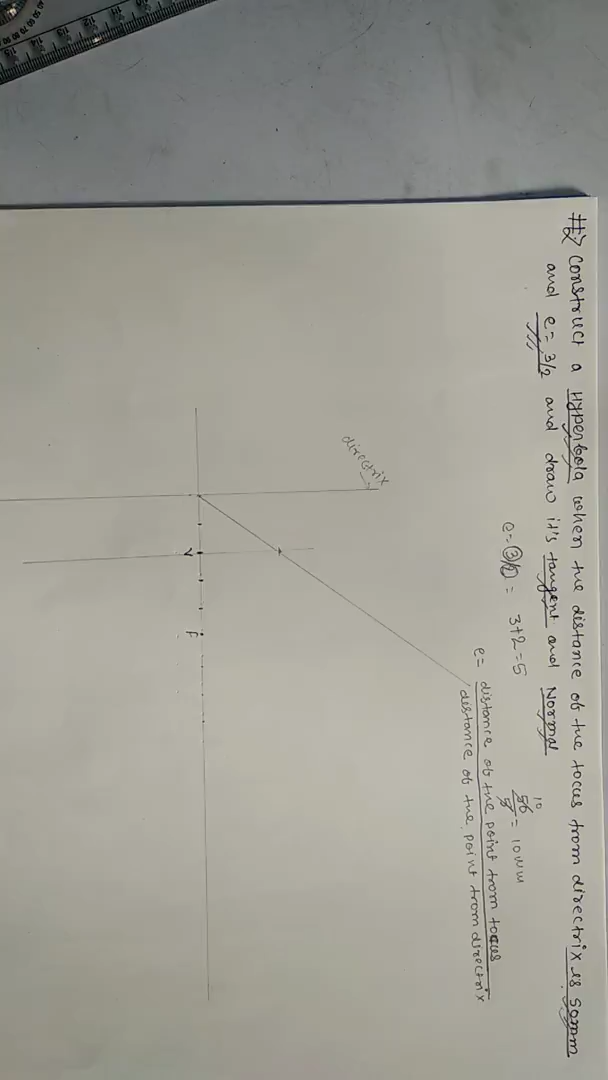 #2> Construct a Hyperbola when the distance of the focus from directrix is 50mm
and e = 3/2 and draw it's tangent and Normal
e = 3/2 = 3+2=5
10
50/5 = 10mm
e = distance of the point from focus
distance of the point from directrix
directrix
V
F